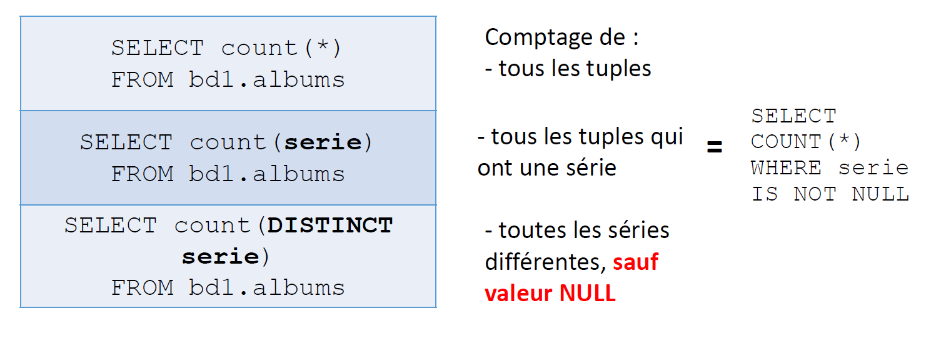 SELECT count(*)
FROM bd1.albums
Comptage de :
- tous les tuples
SELECT count(serie)
FROM bd1.albums
- tous les tuples qui
ont une série
=
SELECT
COUNT(*)
WHERE serie
IS NOT NULL
SELECT count(DISTINCT
serie)
FROM bd1.albums
- toutes les séries
différentes, sauf
valeur NULL